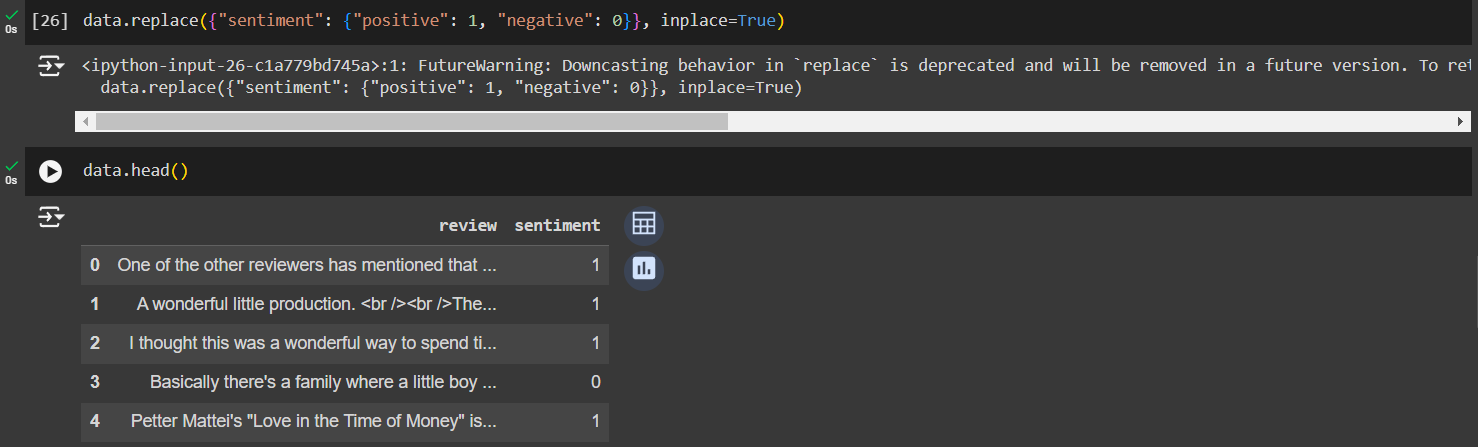 [26] data.replace({"sentiment": {"positive": 1, "negative": 0}}, inplace=True)
0s
<ipython-input-26-c1a779bd745a>:1: FutureWarning: Downcasting behavior in `replace` is deprecated and will be removed in a future version. To
data.replace({"sentiment": {"positive": 1, "negative": 0}}, inplace=True)
data.head()
0s
review sentiment
0 One of the other reviewers has mentioned that ... 1
1 A wonderful little production. <br /><br />The... 1
2 I thought this was a wonderful way to spend ti... 1
3 Basically there's a family where a little boy ... 0
4 Petter Mattei's "Love in the Time of Money" is... 1